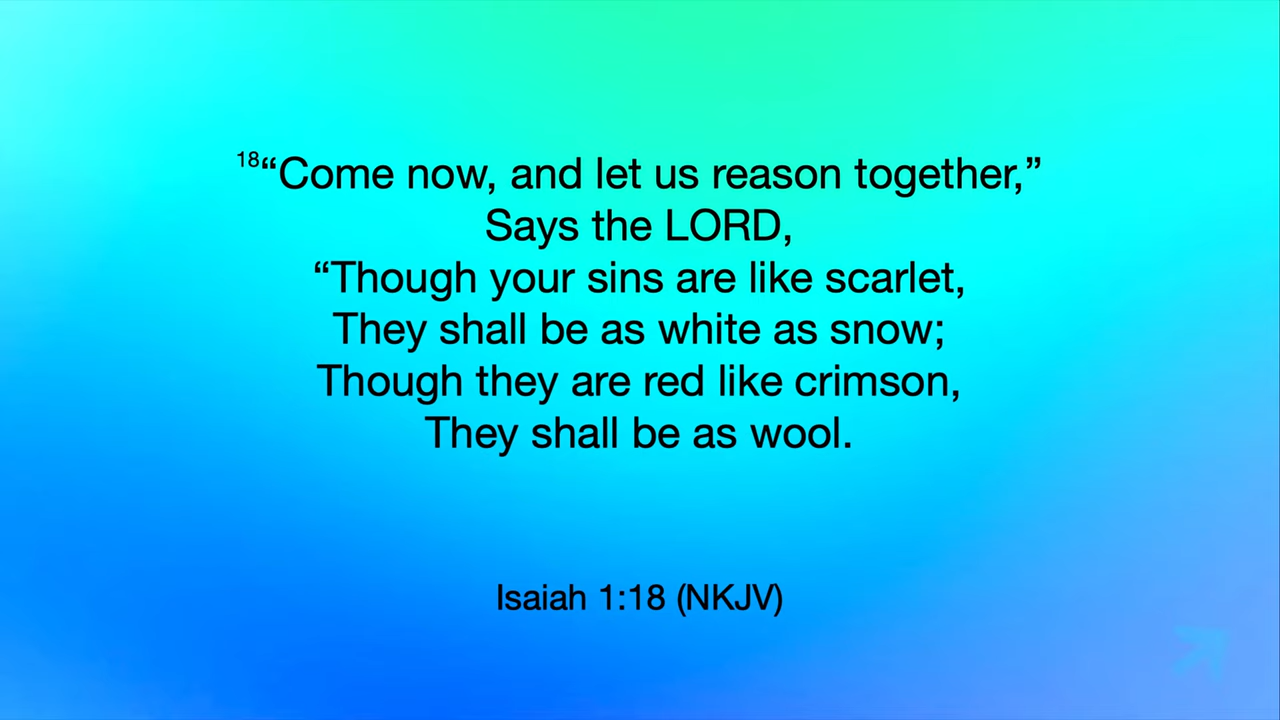 18“Come now, and let us reason together,”
Says the LORD,
“Though your sins are like scarlet,
They shall be as white as snow;
Though they are red like crimson,
They shall be as wool.
Isaiah 1:18 (NKJV)